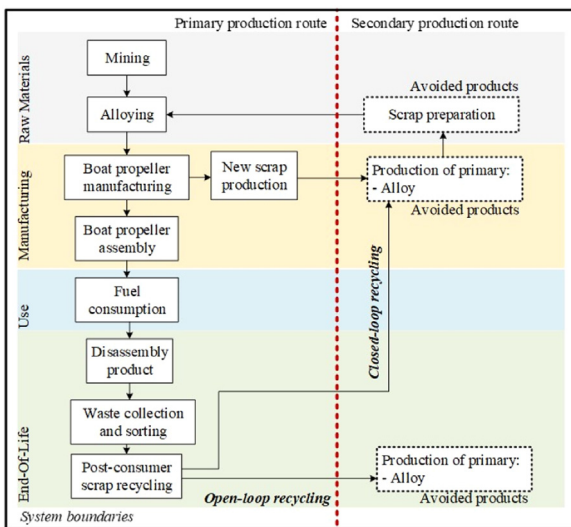 Primary production route
Secondary production route
Raw Materials
Mining
Alloying
Avoided products
Scrap preparation
Manufacturing
Boat propeller
manufacturing
New scrap
production
Production of primary:
- Alloy
Avoided products
Boat propeller
assembly
Use
Fuel
consumption
Closed-loop recycling
End-Of-Life
Disassembly
product
Waste collection
and sorting
Post-consumer
scrap recycling
Production of primary:
- Alloy
Open-loop recycling
Avoided products
System boundaries